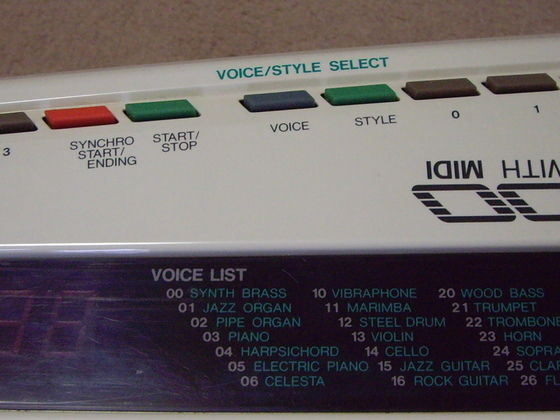 VOICE/STYLE SELECT
3
SYNCHRO START/ENDING
START/STOP
VOICE
STYLE
0
1
WITH MIDI
VOICE LIST
00 SYNTH BRASS 10 VIBRAPHONE 20 WOOD BASS
01 JAZZ ORGAN 11 MARIMBA 21 TRUMPET
02 PIPE ORGAN 12 STEEL DRUM 22 TROMBONE
03 PIANO 13 VIOLIN 23 HORN
04 HARPSICHORD 14 CELLO 24 SOPRA
05 ELECTRIC PIANO 15 JAZZ GUITAR 25 CLAR
06 CELESTA 16 ROCK GUITAR 26 FL